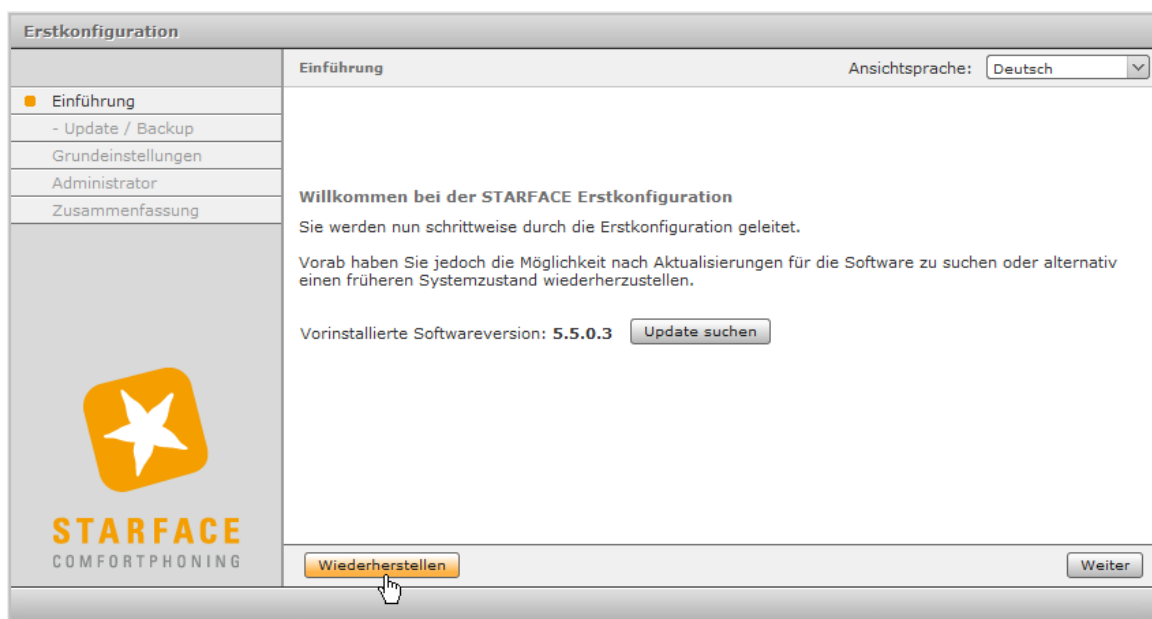 Erstkonfiguration
Einführung
Ansichtsprache: Deutsch
Einführung
- Update / Backup
Grundeinstellungen
Administrator
Zusammenfassung
Willkommen bei der STARFACE Erstkonfiguration
Sie werden nun schrittweise durch die Erstkonfiguration geleitet.
Vorab haben Sie jedoch die Möglichkeit nach Aktualisierungen für die Software zu suchen oder alternativ
einen früheren Systemzustand wiederherzustellen.
Vorinstallierte Softwareversion: 5.5.0.3 Update suchen
STARFACE
COMFORTPHONING
Wiederherstellen
Weiter